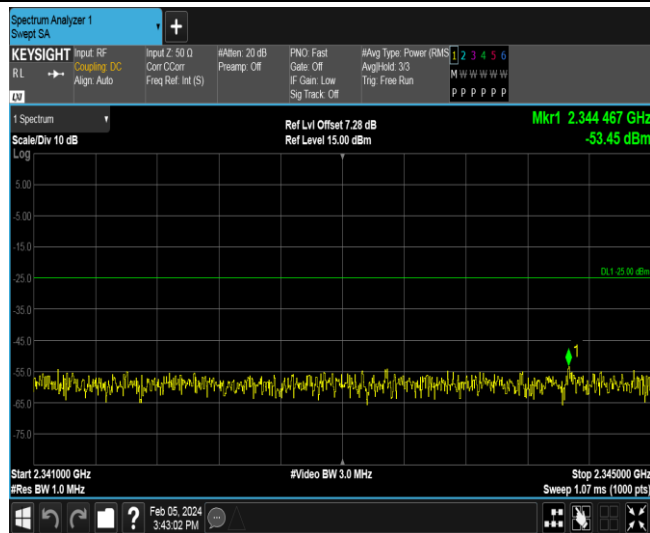 Spectrum Analyzer 1
Swept SA
KEYSIGHT
RL
Input: RF
Coupling: DC
Align: Auto
Input Z: 50 Ω
Corr CCorr
Freq Ref: Int (S)
#Atten: 20 dB
Preamp: Off
PNO: Fast
Gate: Off
IF Gain: Low
Sig Track: Off
#Avg Type: Power (RMS
Avg|Hold: 3/3
Trig: Free Run
1 2 3 4 5 6
M W W W W W
P P P P P P
1 Spectrum
Scale/Div 10 dB
Log
Ref Lvl Offset 7.28 dB
Ref Level 15.00 dBm
Mkr1 2.344 467 GHz
-53.45 dBm
5.00
-5.00
-15.0
-25.0
DL1 -25.00 dBm
-35.0
-45.0
1
-55.0
-65.0
-75.0
Start 2.341000 GHz
#Res BW 1.0 MHz
#Video BW 3.0 MHz
Stop 2.345000 GHz
Sweep 1.07 ms (1000 pts)
Feb 05, 2024
3:43:02 PM